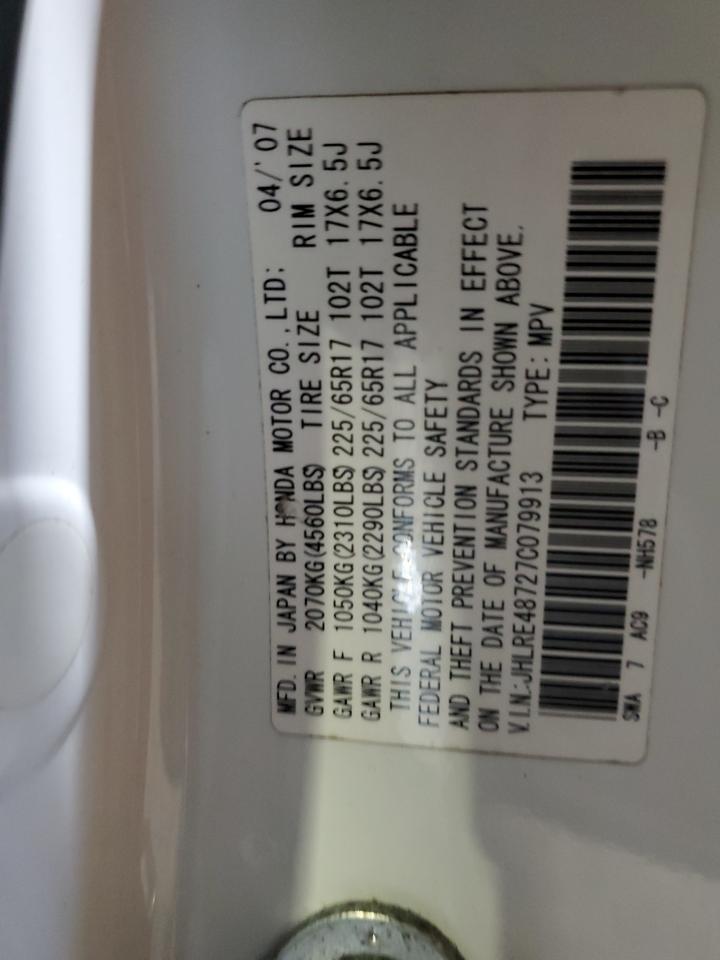 MFD. IN JAPAN BY HONDA MOTOR CO., LTD; 04/'07
GVWR 2070KG(4560LBS) TIRE SIZE RIM SIZE
GAWR F 1050KG(2310LBS) 225/65R17 102T 17X6.5J
GAWR R 1040KG(2290LBS) 225/65R17 102T 17X6.5J
THIS VEHICLE CONFORMS TO ALL APPLICABLE
FEDERAL MOTOR VEHICLE SAFETY
AND THEFT PREVENTION STANDARDS IN EFFECT
ON THE DATE OF MANUFACTURE SHOWN ABOVE.
V.I.N.:JHLRE48727C079913 TYPE: MPV
SWA 7 AC9 -NH578 -B -C